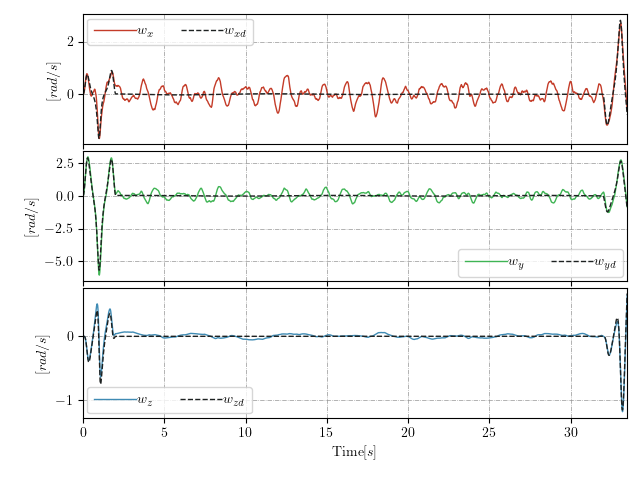 w_x w_xd
2
0
[rad/s]
2.5
0.0
−2.5
−5.0
[rad/s]
w_y w_yd
0
−1
[rad/s]
w_z w_zd
0 5 10 15 20 25 30
Time[s]